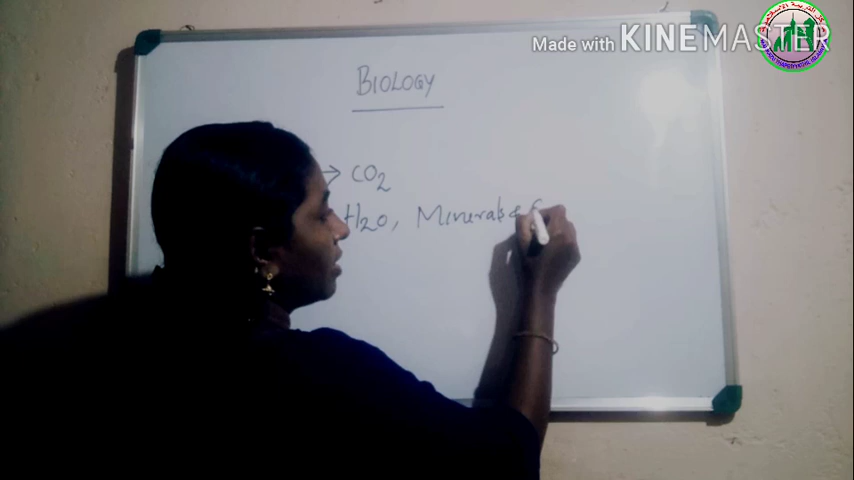 Made with KINEMASTER
BIOLOGY
→ CO2
H2O, Minerals &